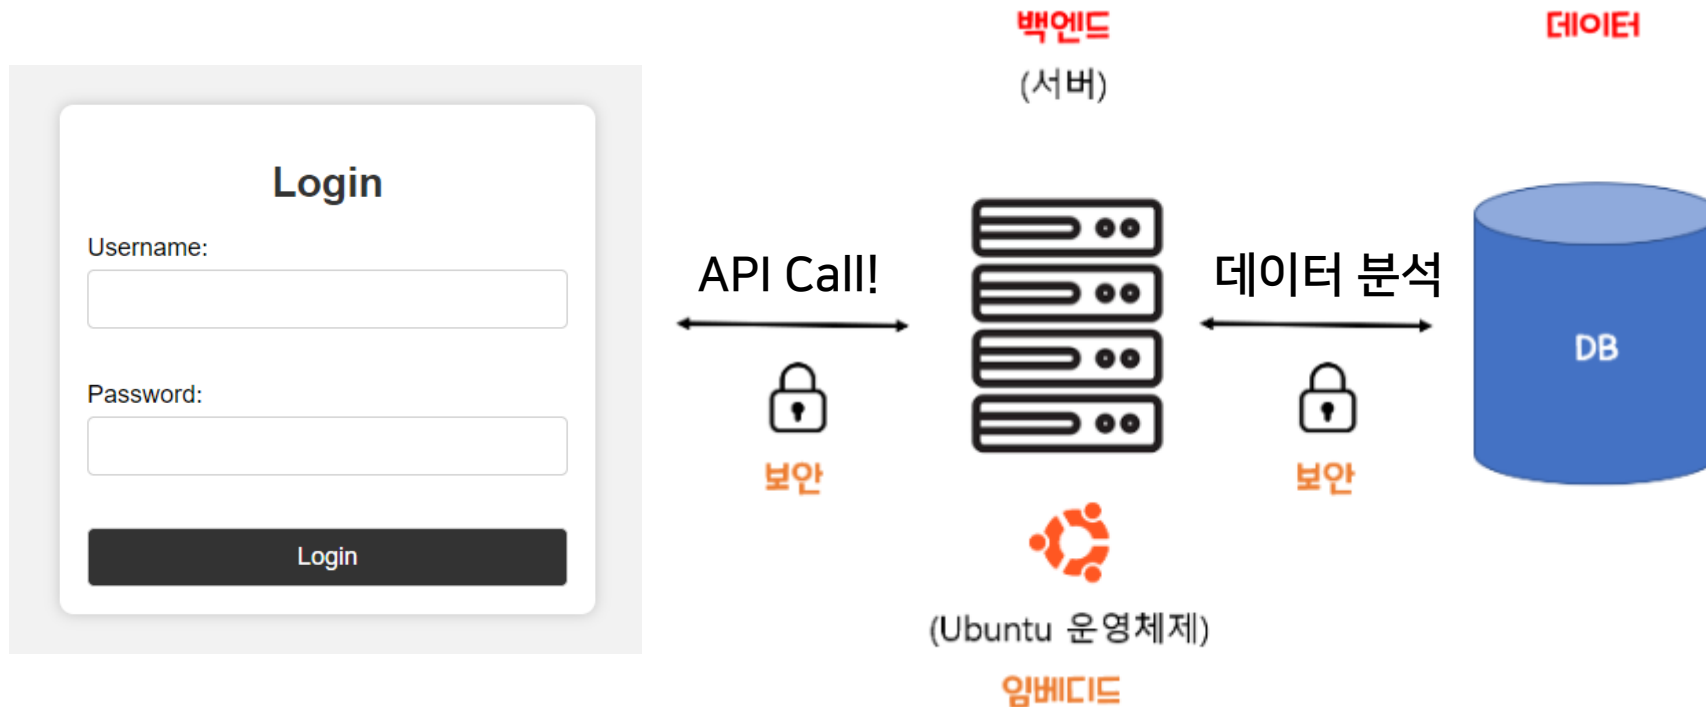 백엔드
데이터
(서버)
Login
Username:
Password:
Login
API Call!
보안
데이터 분석
보안
DB
(Ubuntu 운영체제)
임베디드